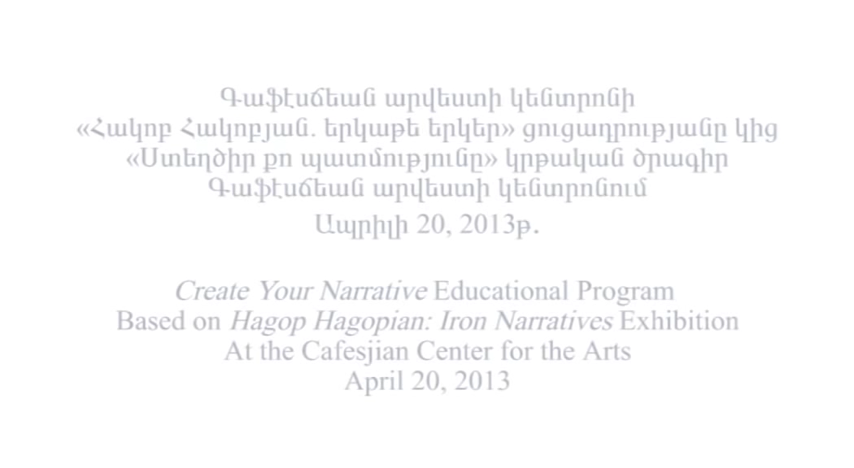 Գաֆէսճեան արվեստի կենտրոնի
«Հակոբ Հակոբյան. երկաթե երկեր» ցուցադրությանը կից
«Ստեղծիր քո պատմությունը» կրթական ծրագիր
Գաֆէսճեան արվեստի կենտրոնում
Ապրիլի 20, 2013թ.
Create Your Narrative Educational Program
Based on Hagop Hagopian: Iron Narratives Exhibition
At the Cafesjian Center for the Arts
April 20, 2013